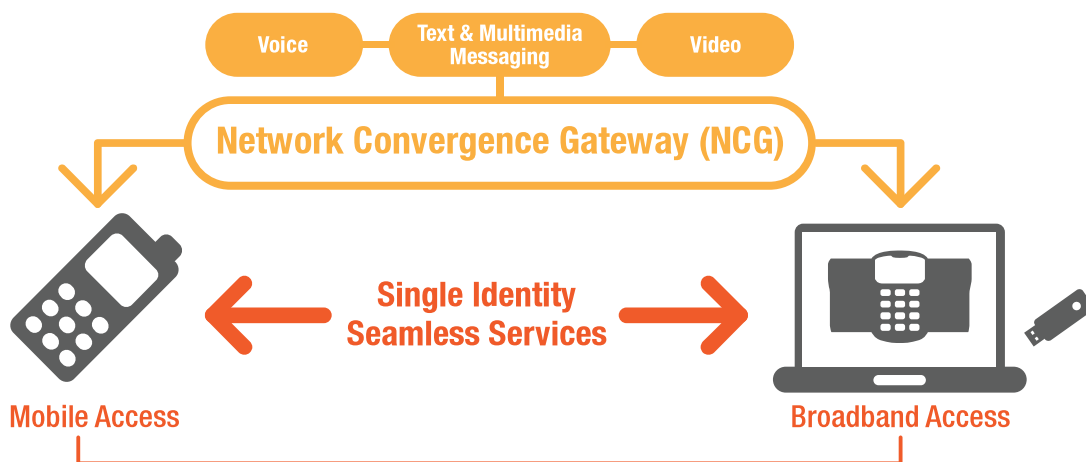 Voice
Text & Multimedia
Messaging
Video
Network Convergence Gateway (NCG)
Single Identity
Seamless Services
Mobile Access
Broadband Access